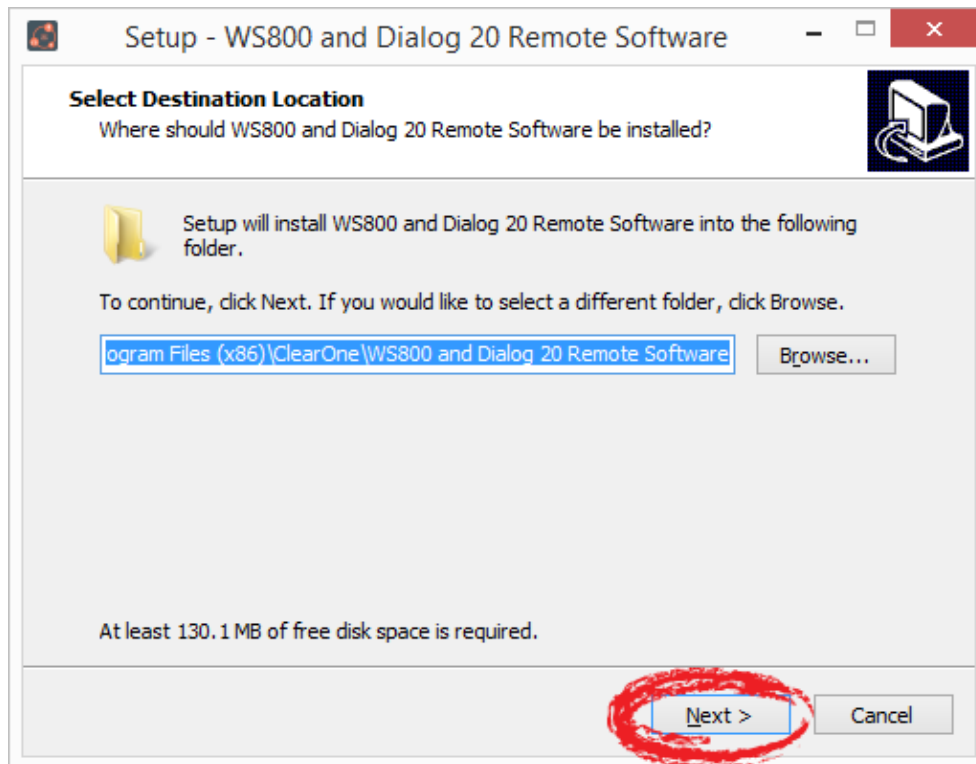 Setup - WS800 and Dialog 20 Remote Software
Select Destination Location
Where should WS800 and Dialog 20 Remote Software be installed?
Setup will install WS800 and Dialog 20 Remote Software into the following
folder.
To continue, click Next. If you would like to select a different folder, click Browse.
ogram Files (x86)\ClearOne\WS800 and Dialog 20 Remote Software
Browse...
At least 130.1 MB of free disk space is required.
Next >
Cancel